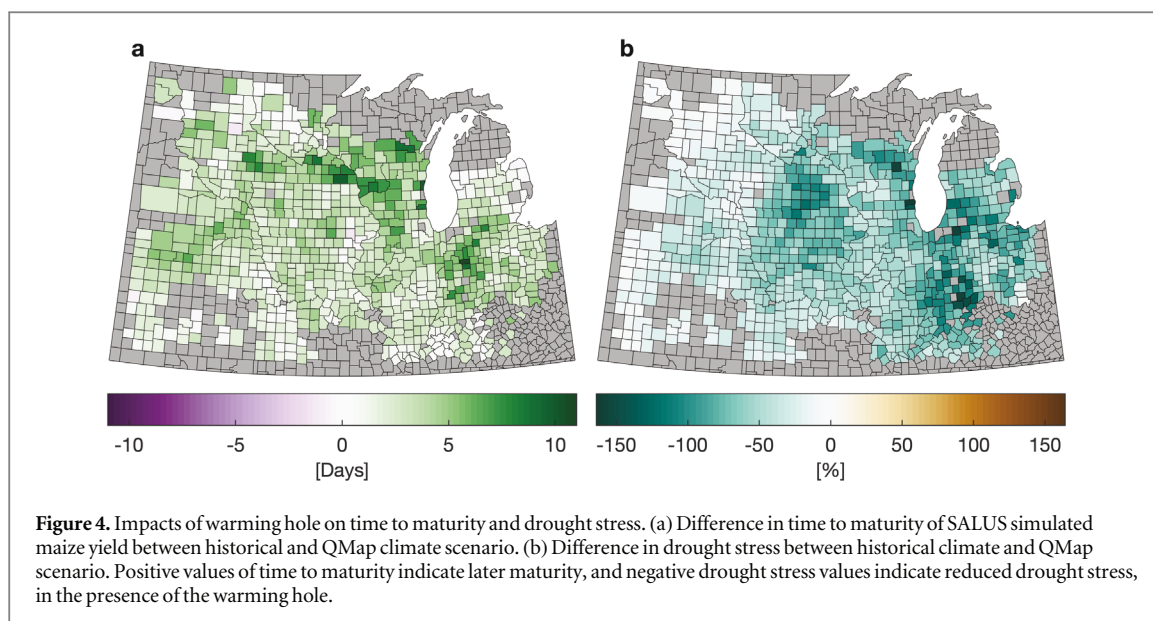 a
b
-10 -5 0 5 10
[Days]
-150 -100 -50 0 50 100 150
[%]
Figure 4. Impacts of warming hole on time to maturity and drought stress. (a) Difference in time to maturity of SALUS simulated
maize yield between historical and QMap climate scenario. (b) Difference in drought stress between historical climate and QMap
scenario. Positive values of time to maturity indicate later maturity, and negative drought stress values indicate reduced drought stress,
in the presence of the warming hole.